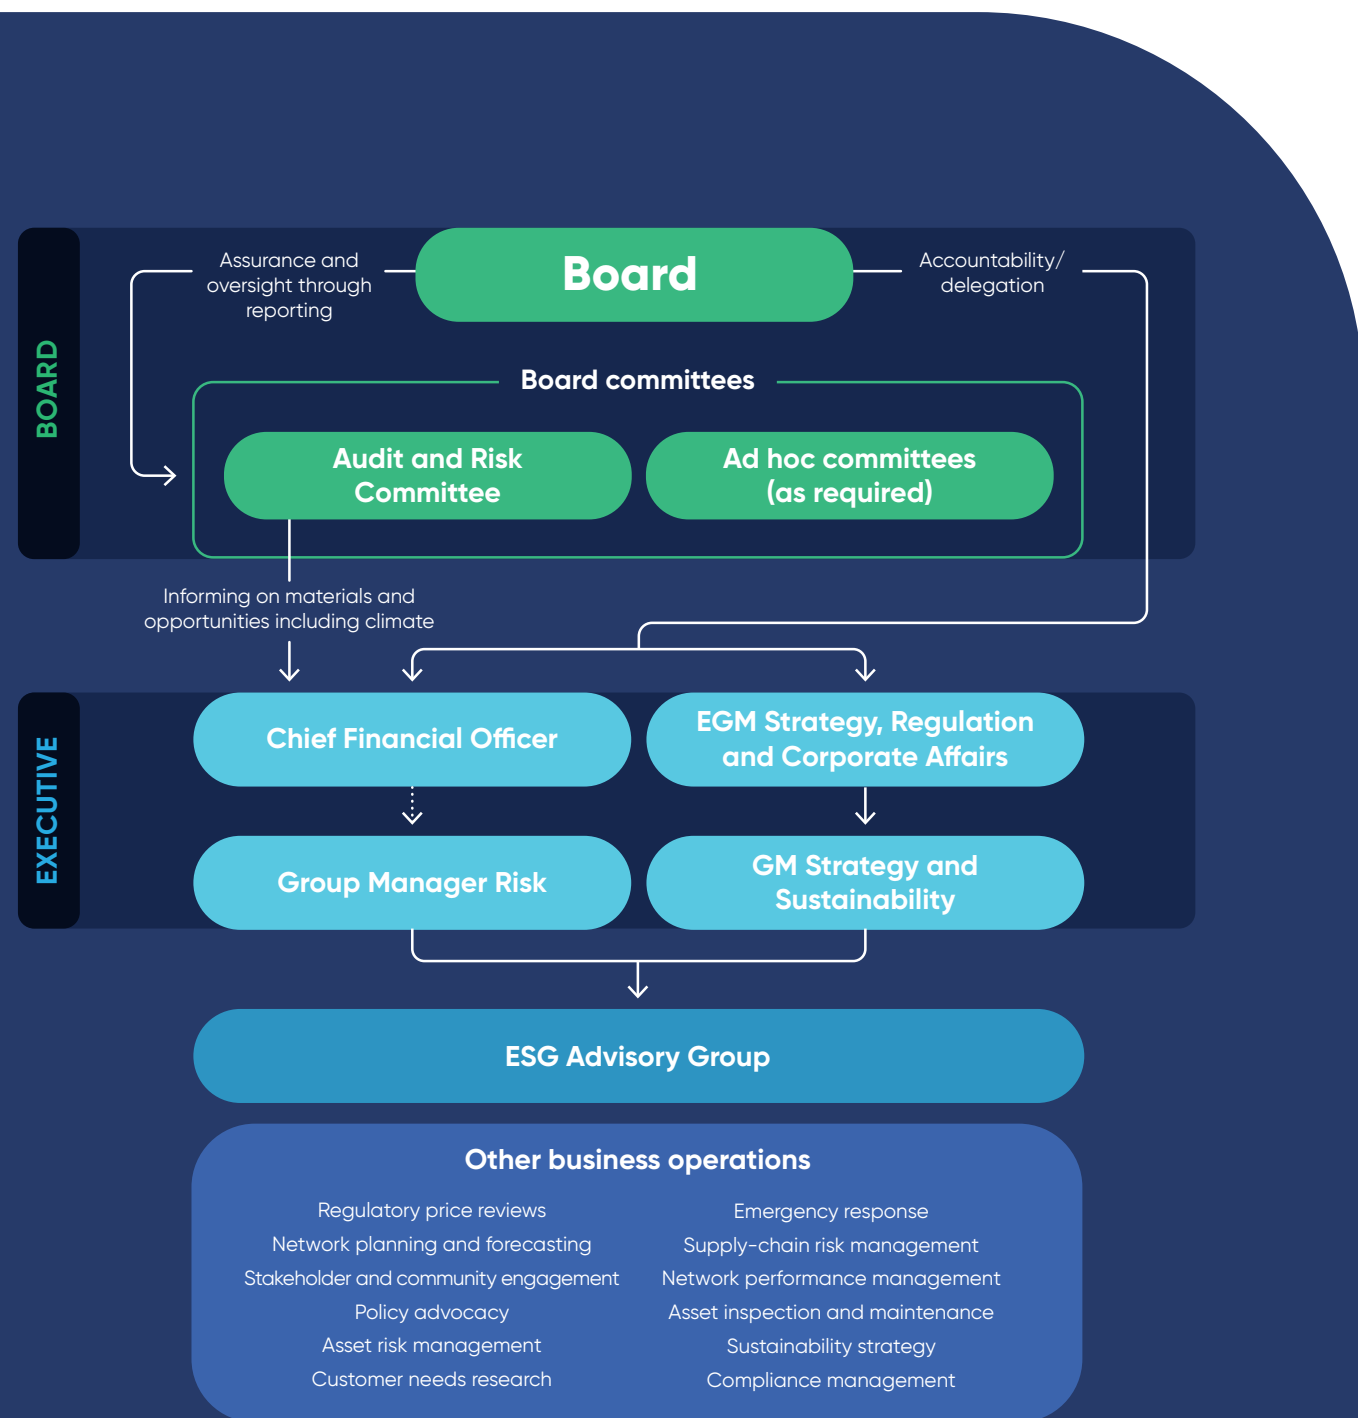 BOARD
Assurance and
oversight through
reporting
Board
Accountability/
delegation
Board committees
Audit and Risk
Committee
Ad hoc committees
(as required)
Informing on materials and
opportunities including climate
EXECUTIVE
Chief Financial Officer
EGM Strategy, Regulation
and Corporate Affairs
Group Manager Risk
GM Strategy and
Sustainability
ESG Advisory Group
Other business operations
Regulatory price reviews
Network planning and forecasting
Stakeholder and community engagement
Policy advocacy
Asset risk management
Customer needs research
Emergency response
Supply-chain risk management
Network performance management
Asset inspection and maintenance
Sustainability strategy
Compliance management